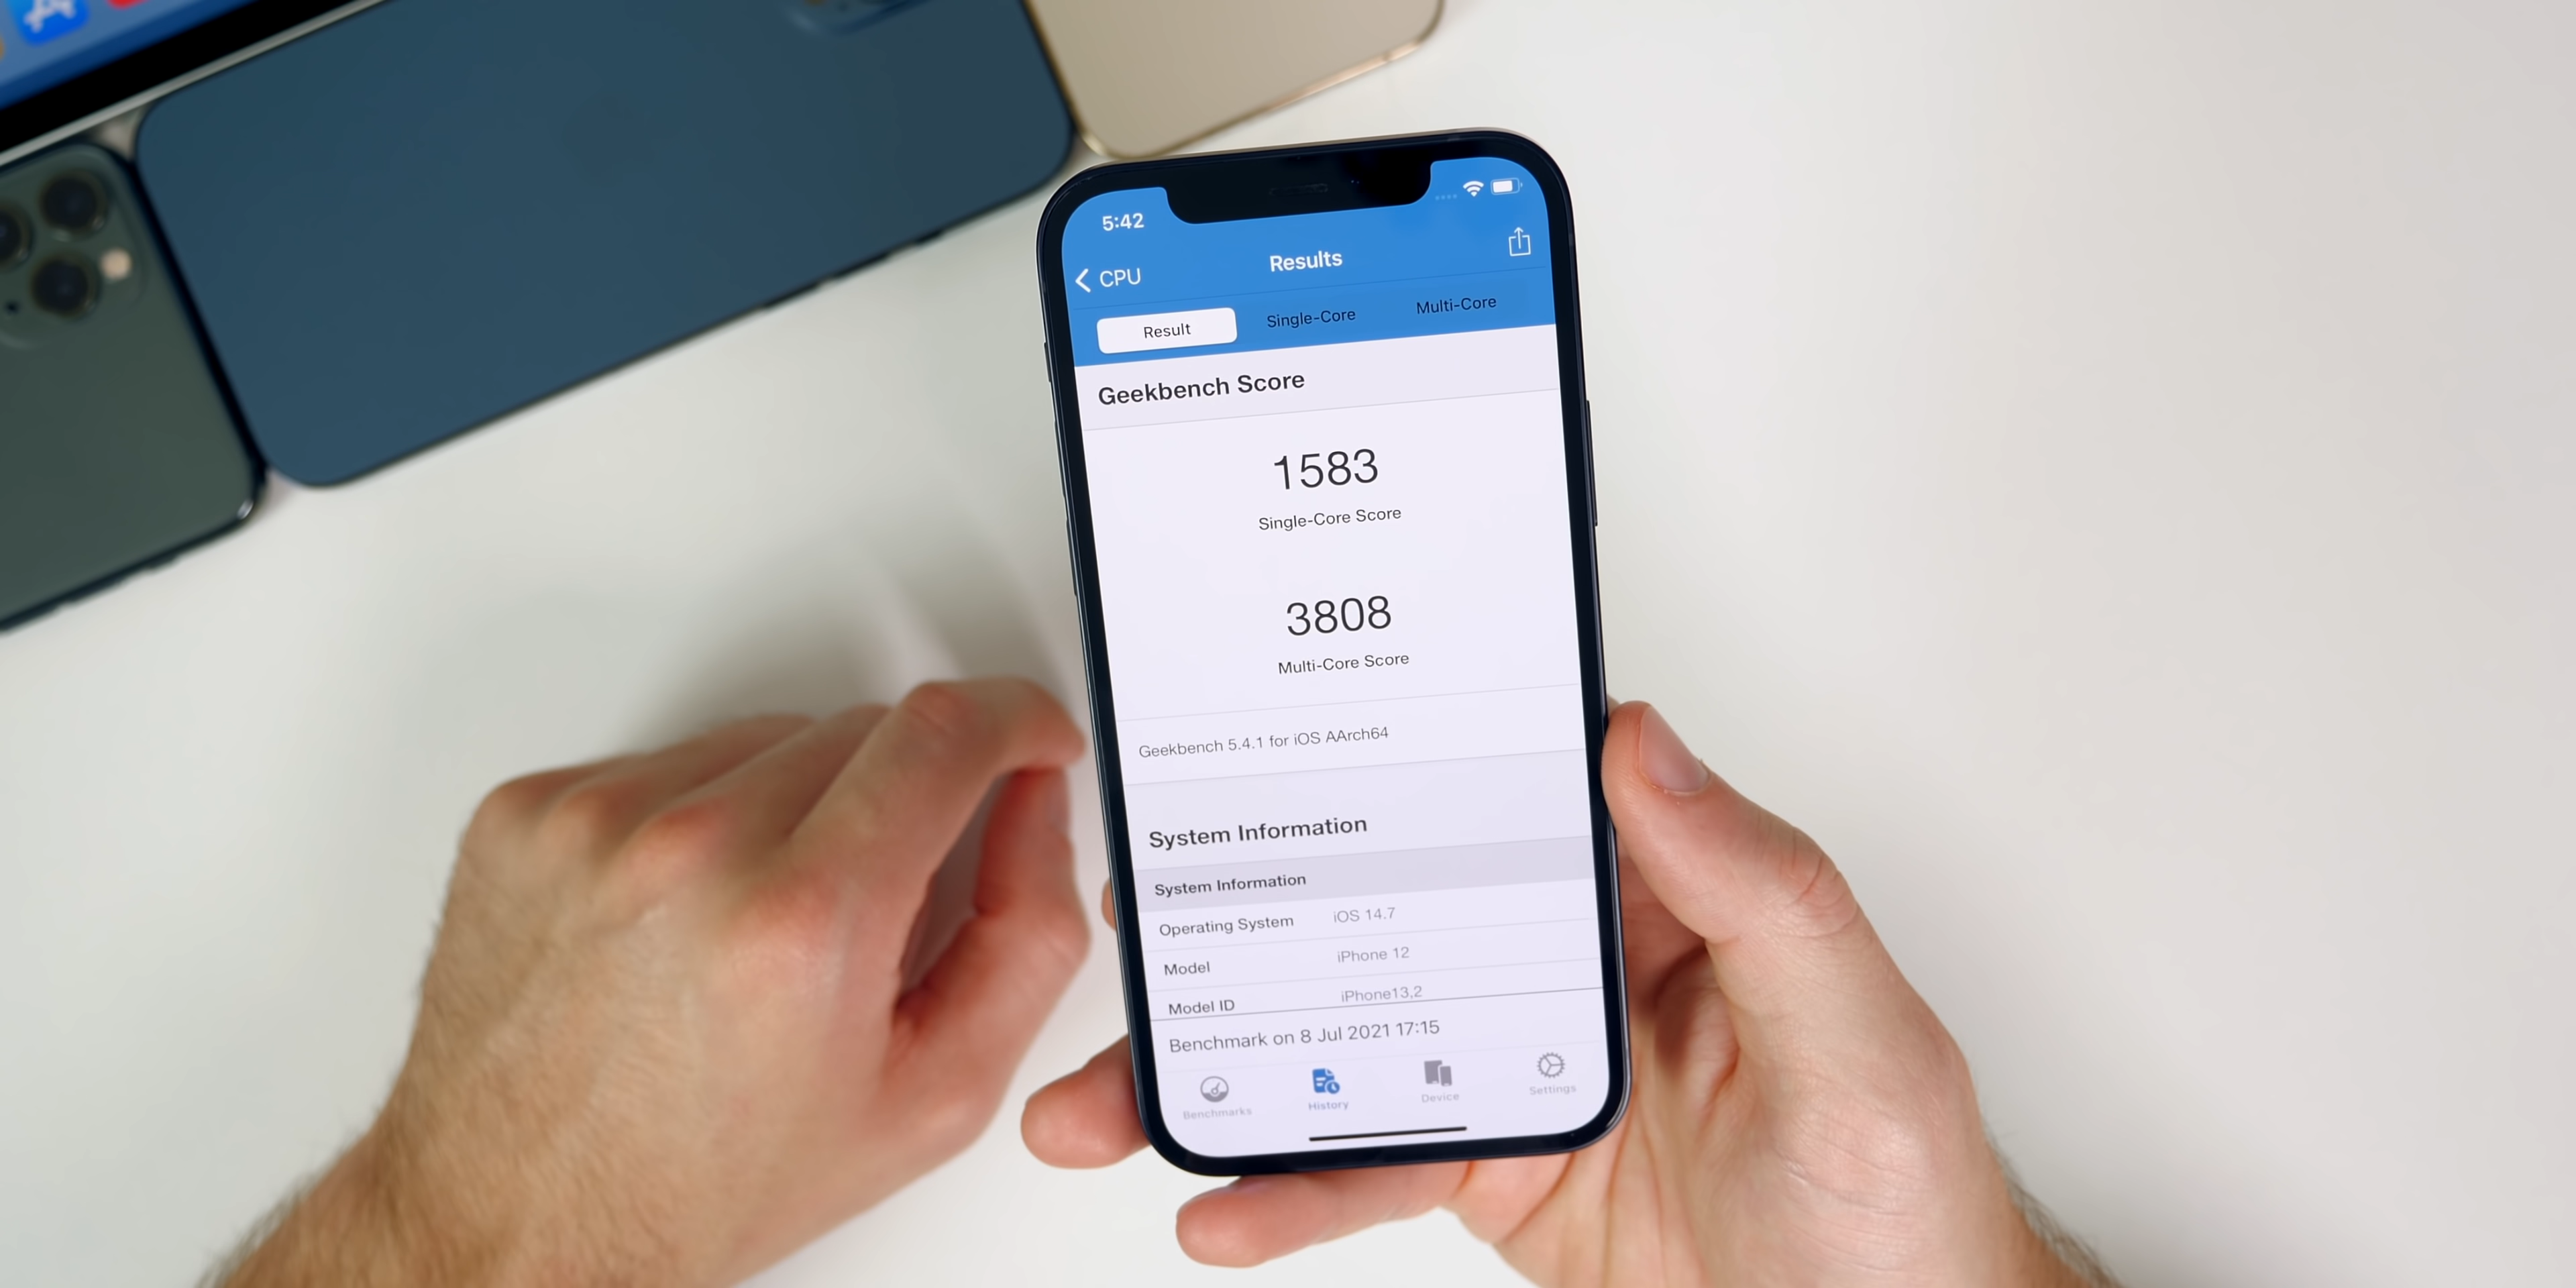 5:42
CPU
Results
Result
Single-Core
Multi-Core
Geekbench Score
1583
Single-Core Score
3808
Multi-Core Score
Geekbench 5.4.1 for iOS AArch64
System Information
System Information
Operating System iOS 14.7
Model iPhone 12
Model ID iPhone13,2
Benchmark on 8 Jul 2021 17:15
Benchmarks
History
Device
Settings